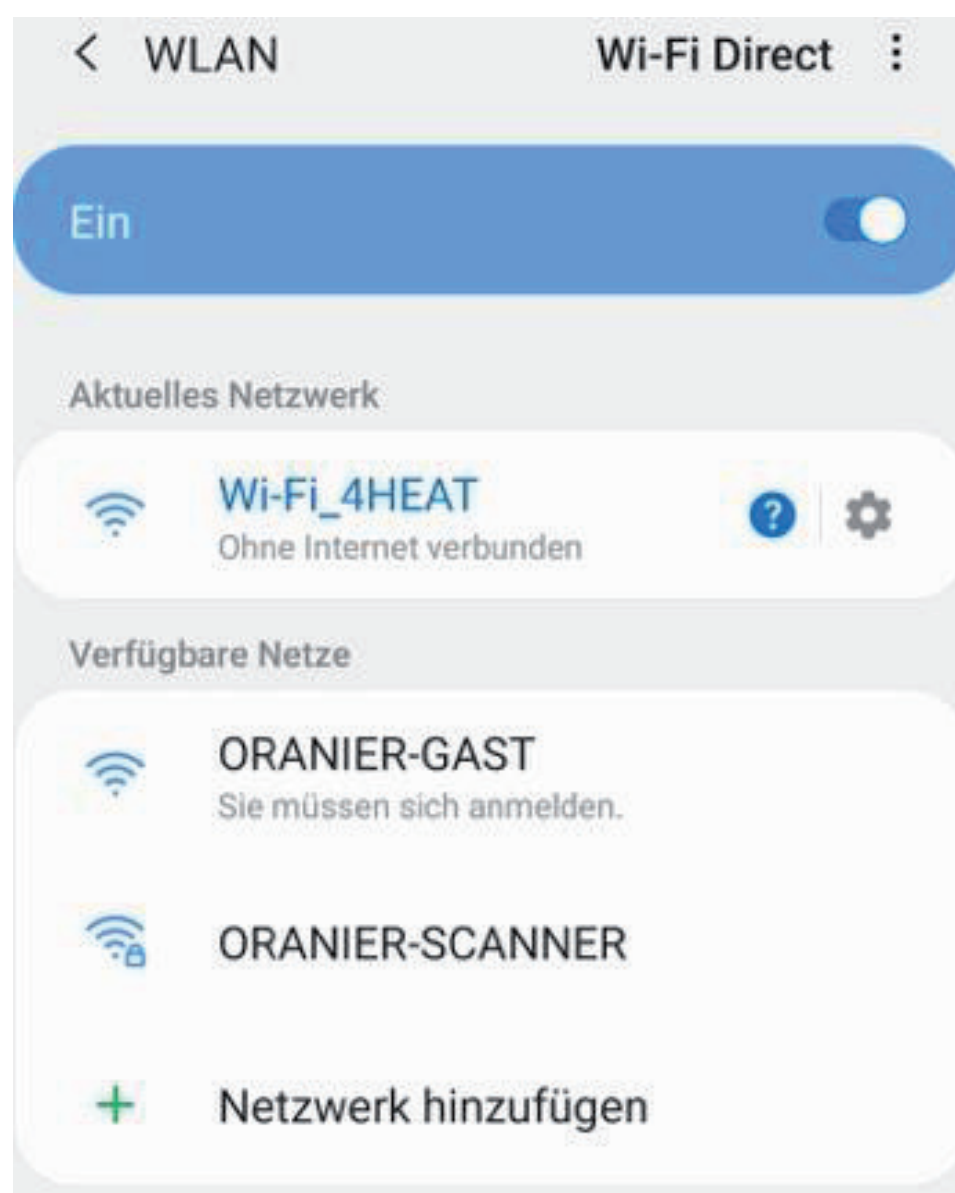 WLAN Wi-Fi Direct
Ein
Aktuelles Netzwerk
Wi-Fi_4HEAT
Ohne Internet verbunden
Verfügbare Netze
ORANIER-GAST
Sie müssen sich anmelden.
ORANIER-SCANNER
Netzwerk hinzufügen